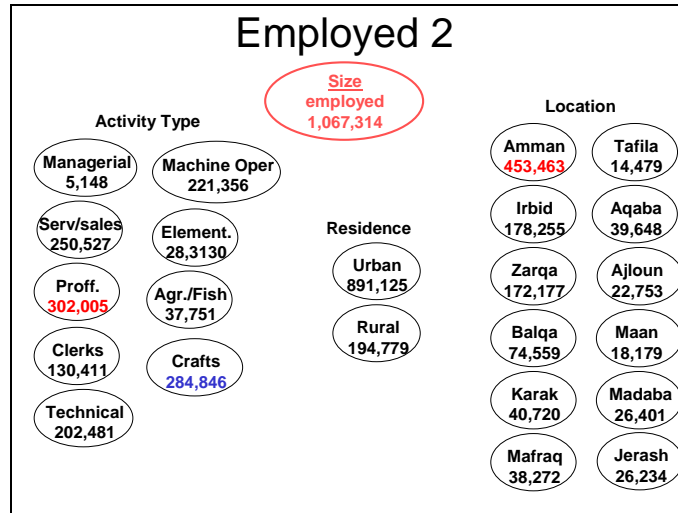 Employed 2
Size
employed
1,067,314
Activity Type
Managerial
5,148
Machine Oper
221,356
Serv/sales
250,527
Element.
28,3130
Proff.
302,005
Agr./Fish
37,751
Clerks
130,411
Crafts
284,846
Technical
202,481
Residence
Urban
891,125
Rural
194,779
Location
Amman
453,463
Tafila
14,479
Irbid
178,255
Aqaba
39,648
Zarqa
172,177
Ajloun
22,753
Balqa
74,559
Maan
18,179
Karak
40,720
Madaba
26,401
Mafraq
38,272
Jerash
26,234